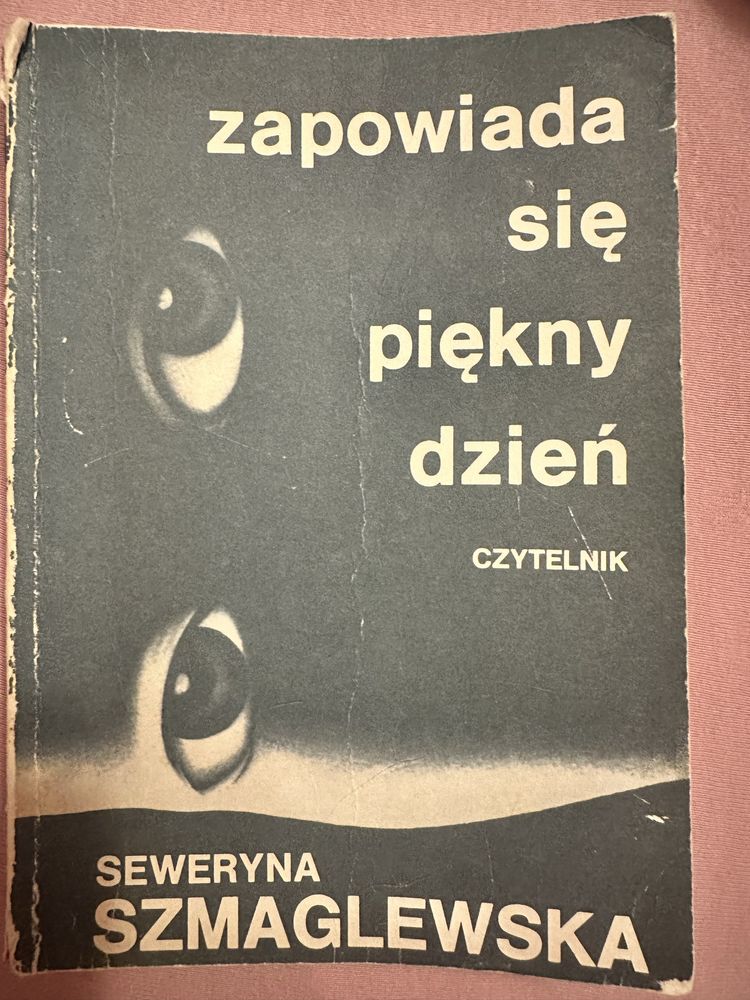 zapowiada
się
piękny
dzień
CZYTELNIK
SEWERYNA
SZMAGLEWSKA